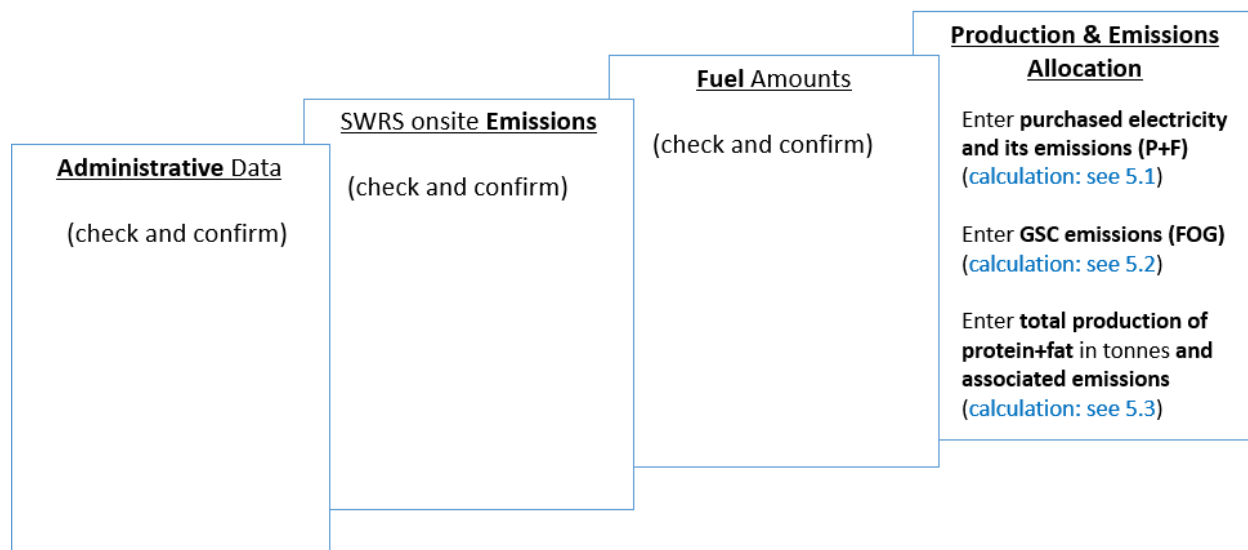 Administrative Data
(check and confirm)
SWRS onsite Emissions
(check and confirm)
Fuel Amounts
(check and confirm)
Production & Emissions
Allocation
Enter purchased electricity
and its emissions (P+F)
(calculation: see 5.1)
Enter GSC emissions (FOG)
(calculation: see 5.2)
Enter total production of
protein+fat in tonnes and
associated emissions
(calculation: see 5.3)